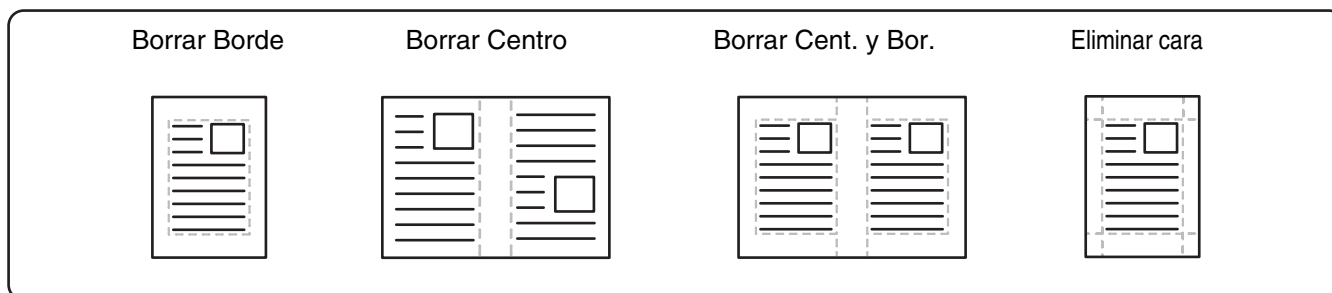 Borrar Borde
Borrar Centro
Borrar Cent. y Bor.
Eliminar cara